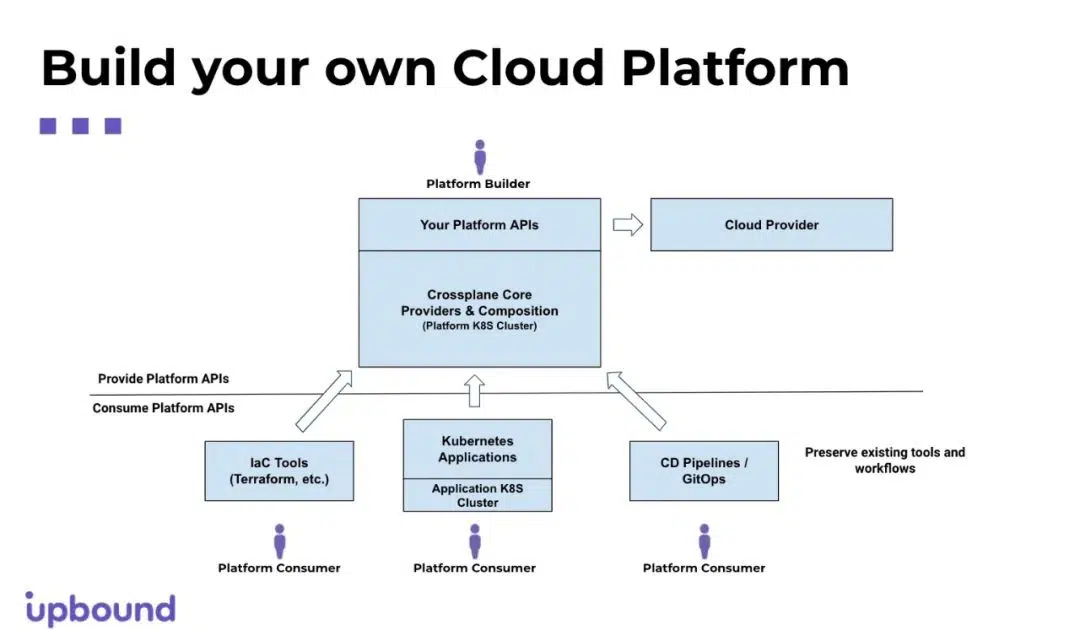 Build your own Cloud Platform
Platform Builder
Your Platform APIs
Cloud Provider
Crossplane Core
Providers & Composition
(Platform K8S Cluster)
Provide Platform APIs
Consume Platform APIs
IaC Tools
(Terraform, etc.)
Kubernetes
Applications
Application K8S
Cluster
CD Pipelines /
GitOps
Preserve existing tools and
workflows
Platform Consumer
Platform Consumer
Platform Consumer
upbound